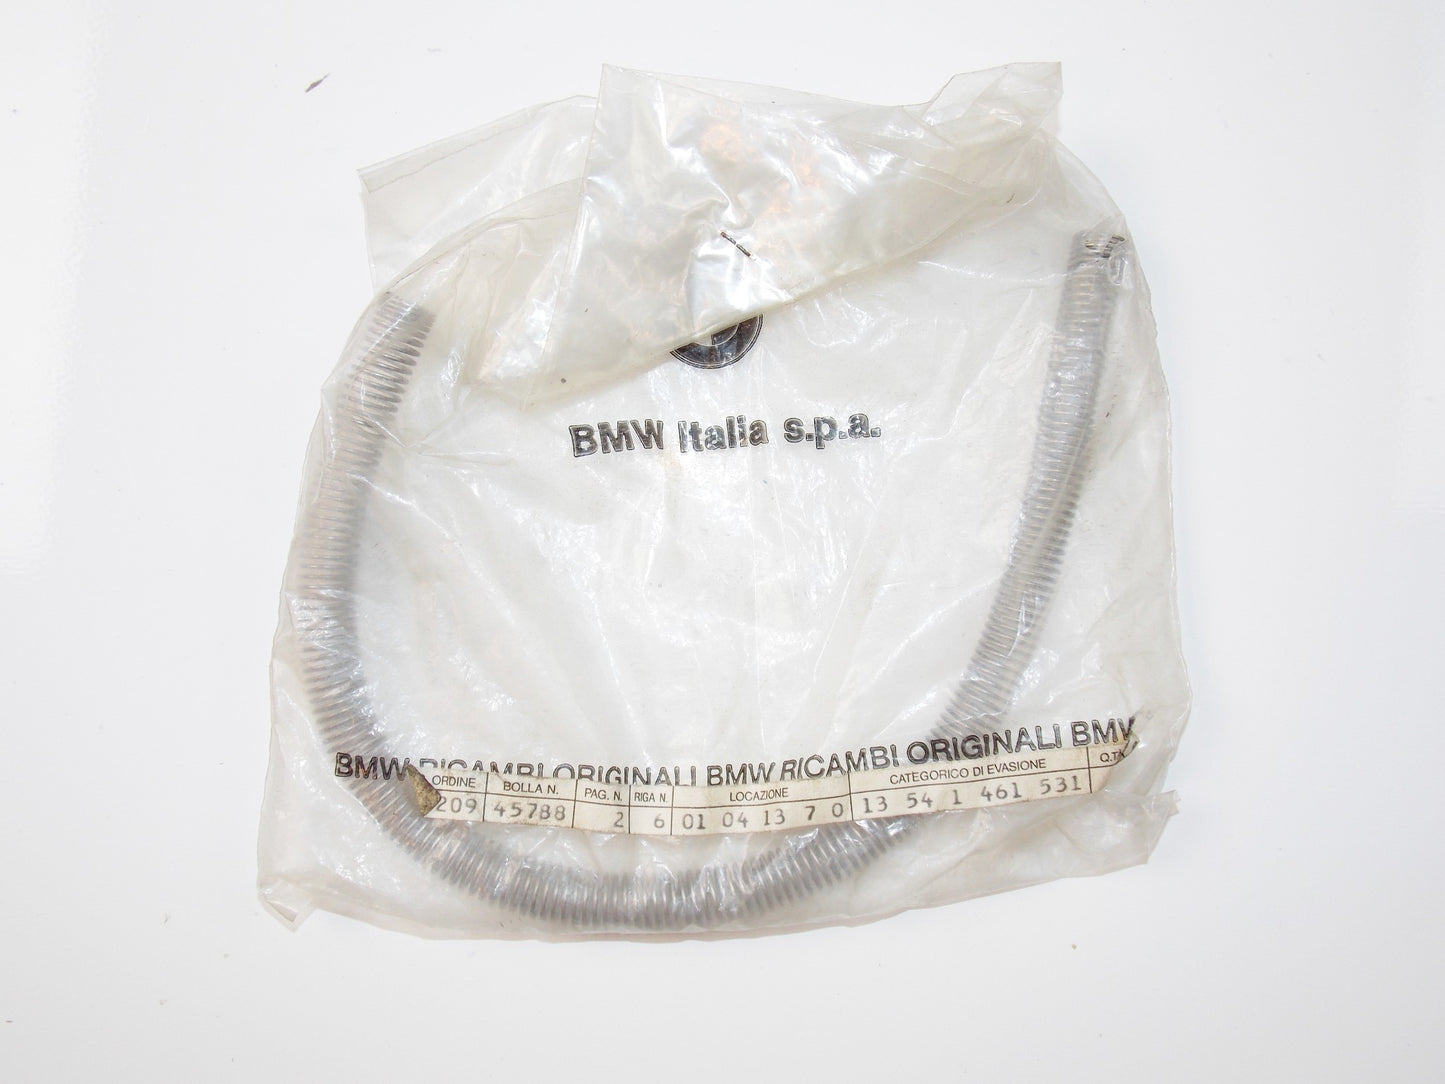 BMW Italia s.p.a.
BMW RICAMBI ORIGINALI BMW RICAMBI ORIGINALI BMW
ORDINE BOLLA N. PAG. N. RIGA N. LOCAZIONE CATEGORICO DI EVASIONE Q.TA
209 45788 2 6 01 04 13 7 0 13 54 1 461 531